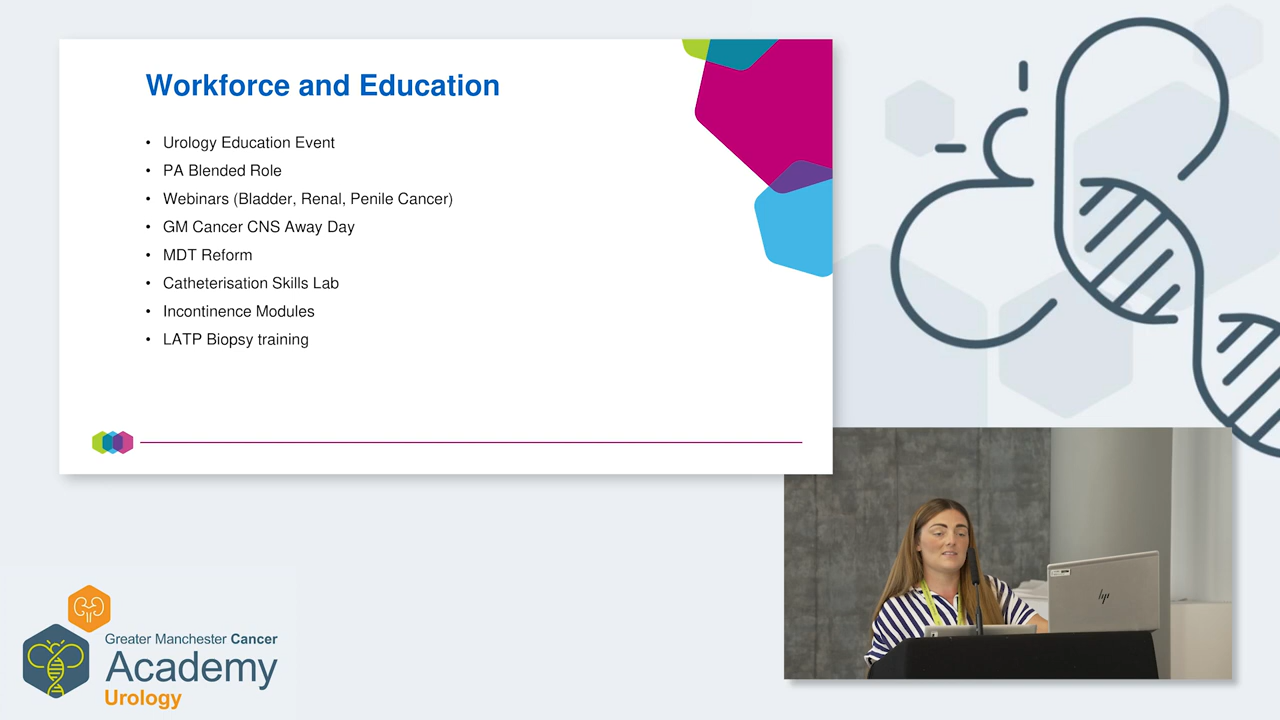 Workforce and Education
• Urology Education Event
• PA Blended Role
• Webinars (Bladder, Renal, Penile Cancer)
• GM Cancer CNS Away Day
• MDT Reform
• Catheterisation Skills Lab
• Incontinence Modules
• LATP Biopsy training
hp
Greater Manchester Cancer
Academy
Urology